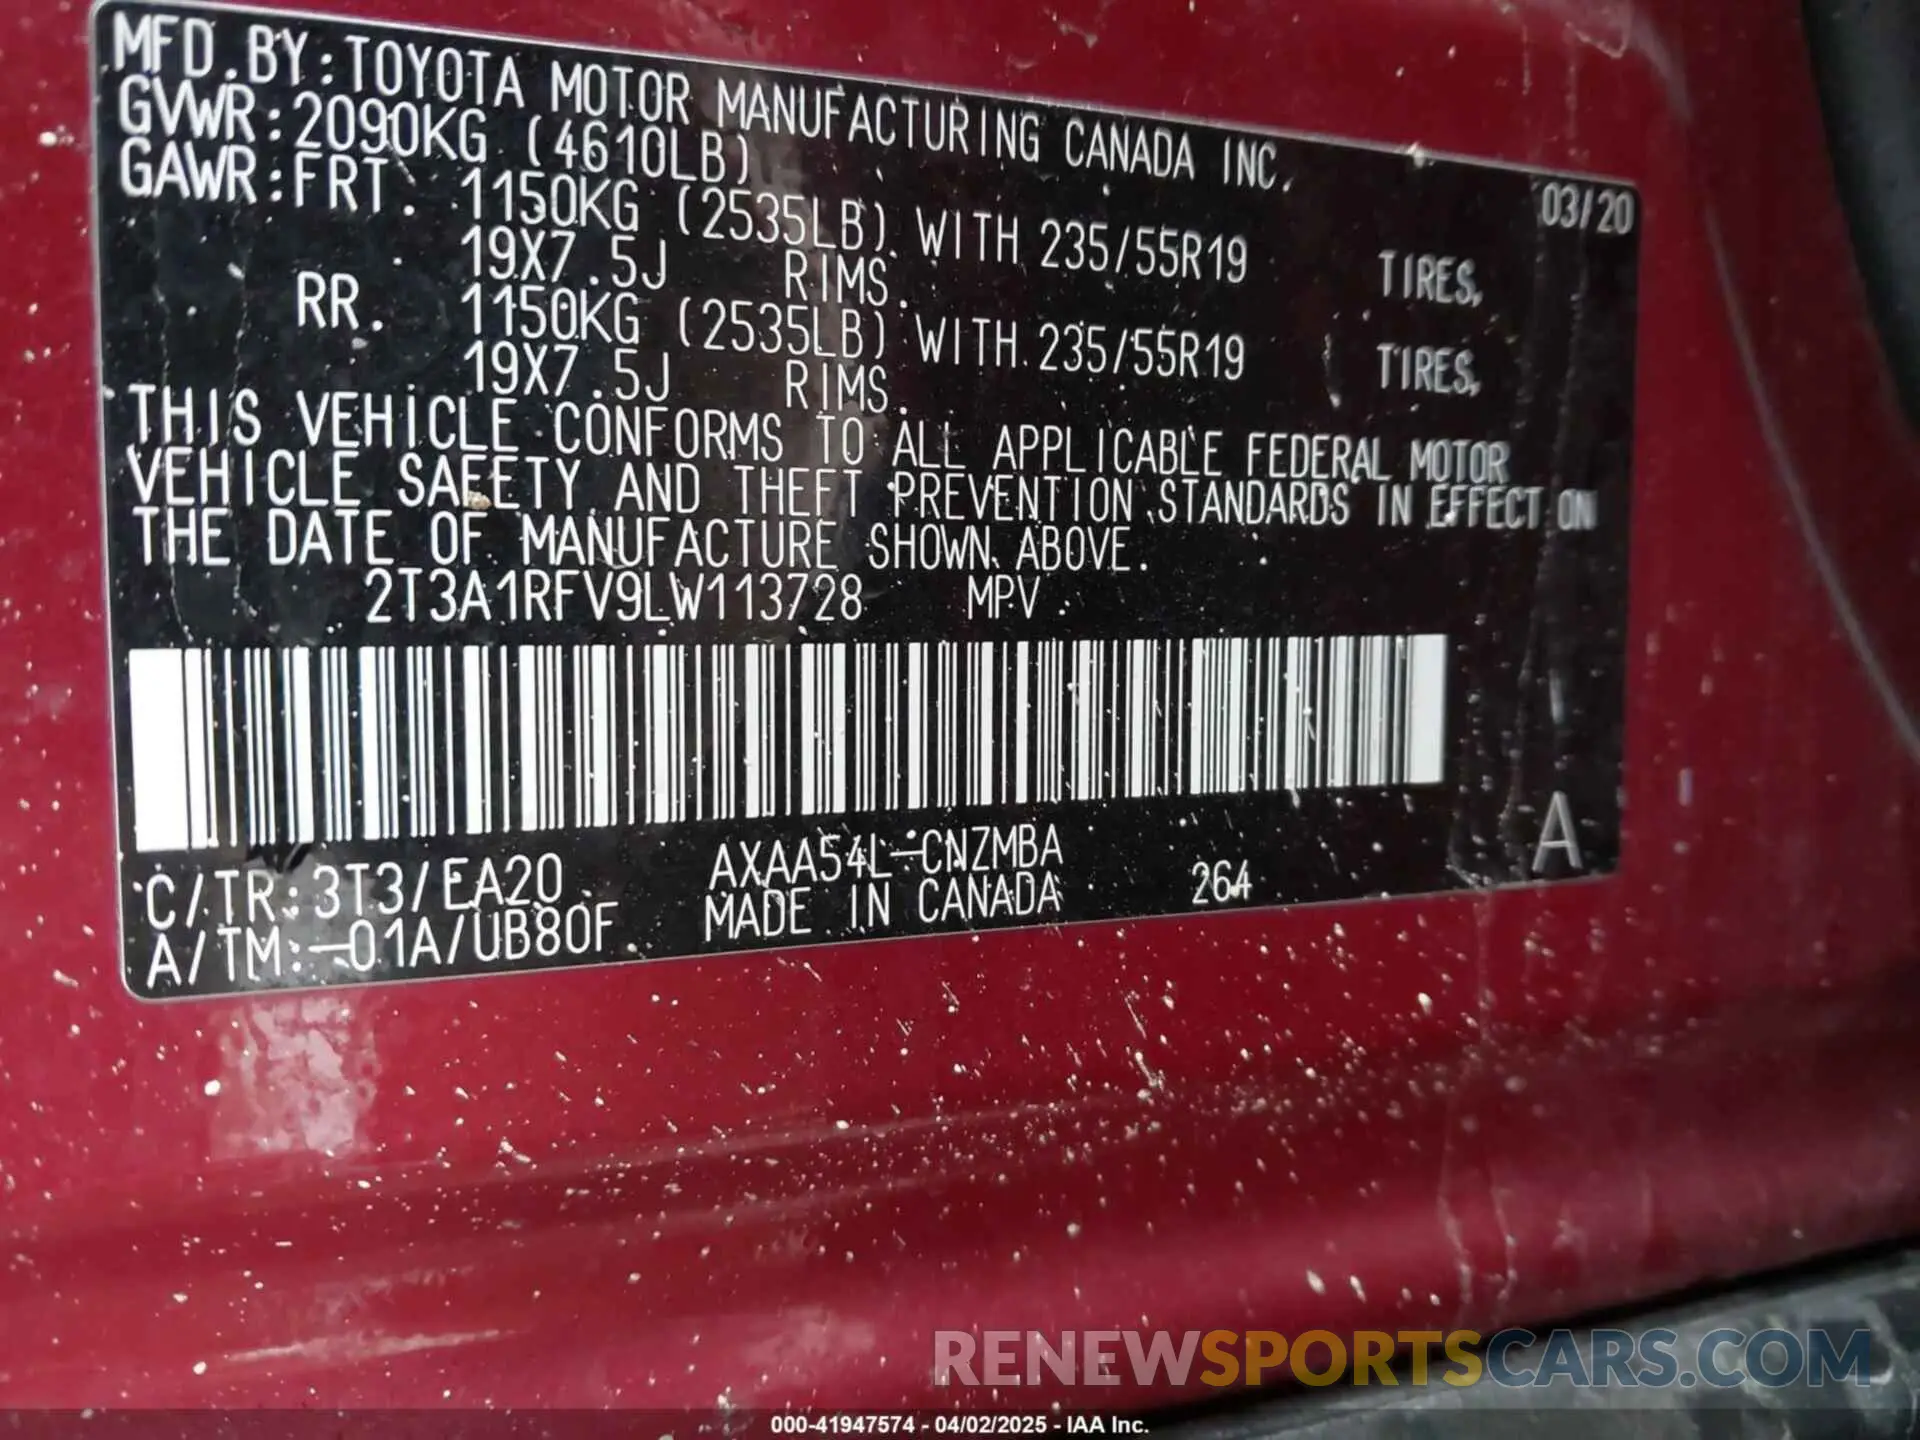 MFD.BY:TOYOTA MOTOR MANUFACTURING CANADA INC.
GVWR:2090KG (4610LB) 03/20
GAWR:FRT. 1150KG (2535LB) WITH 235/55R19 TIRES,
19X7.5J RIMS.
RR. 1150KG (2535LB) WITH 235/55R19 TIRES,
19X7.5J RIMS.
THIS VEHICLE CONFORMS TO ALL APPLICABLE FEDERAL MOTOR
VEHICLE SAFETY AND THEFT PREVENTION STANDARDS IN EFFECT ON
THE DATE OF MANUFACTURE SHOWN ABOVE.
2T3A1RFV9LW113728 MPV
C/TR:3T3/EA20 AXAA54L-CNZMBA A
A/TM:-01A/UB80F MADE IN CANADA 264
RENEWSPORTSCARS.COM
000-41947574 - 04/02/2025 - IAA Inc.